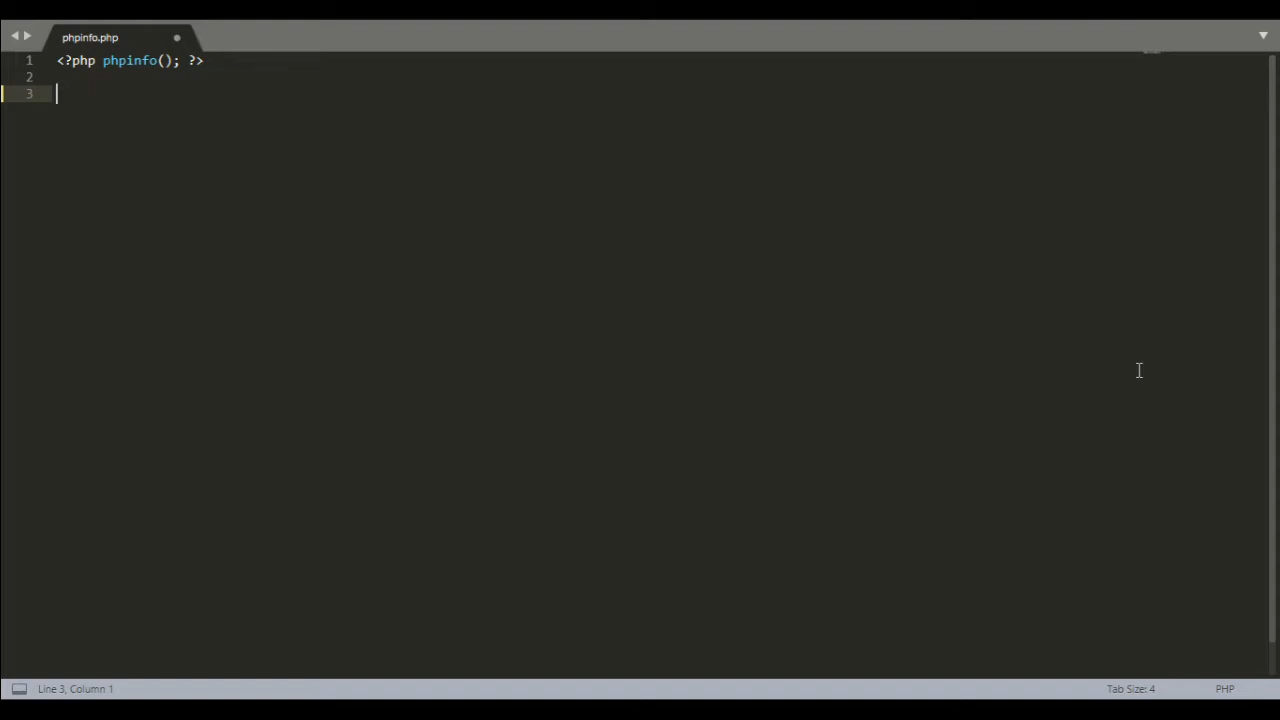 phpinfo.php
1 <?php phpinfo(); ?>
2
3
Line 3, Column 1 Tab Size: 4 PHP